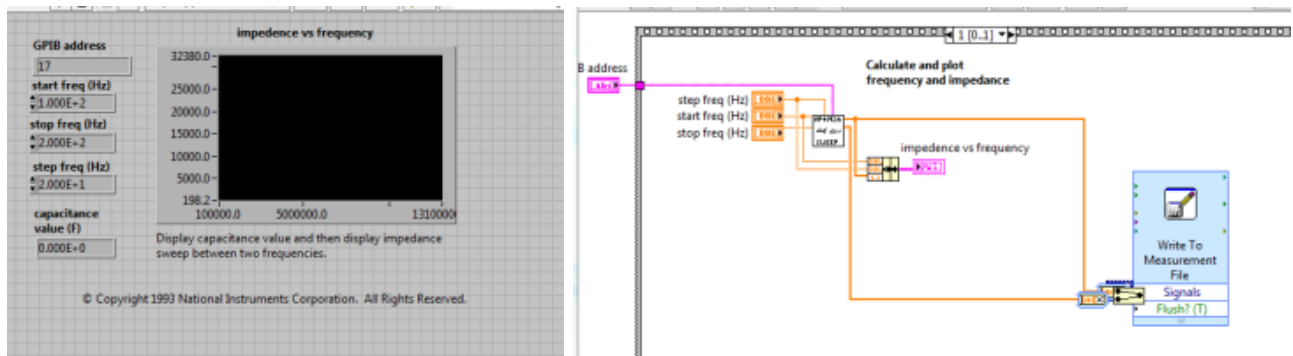 impedence vs frequency
GPIB address
17
start freq (Hz)
1.000E+2
stop freq (Hz)
2.000E+2
step freq (Hz)
2.000E+1
capacitance
value (F)
0.000E+0
32380.0
25000.0
20000.0
15000.0
10000.0
5000.0
198.2
100000.0 5000000.0 1310000
Display capacitance value and then display impedance
sweep between two frequencies.
© Copyright 1993 National Instruments Corporation. All Rights Reserved.
1 [0..1]
B address
abc
Calculate and plot
frequency and impedance
step freq (Hz)
start freq (Hz)
stop freq (Hz)
SWEEP
impedence vs frequency
Write To
Measurement
File
Signals
Flush? (T)